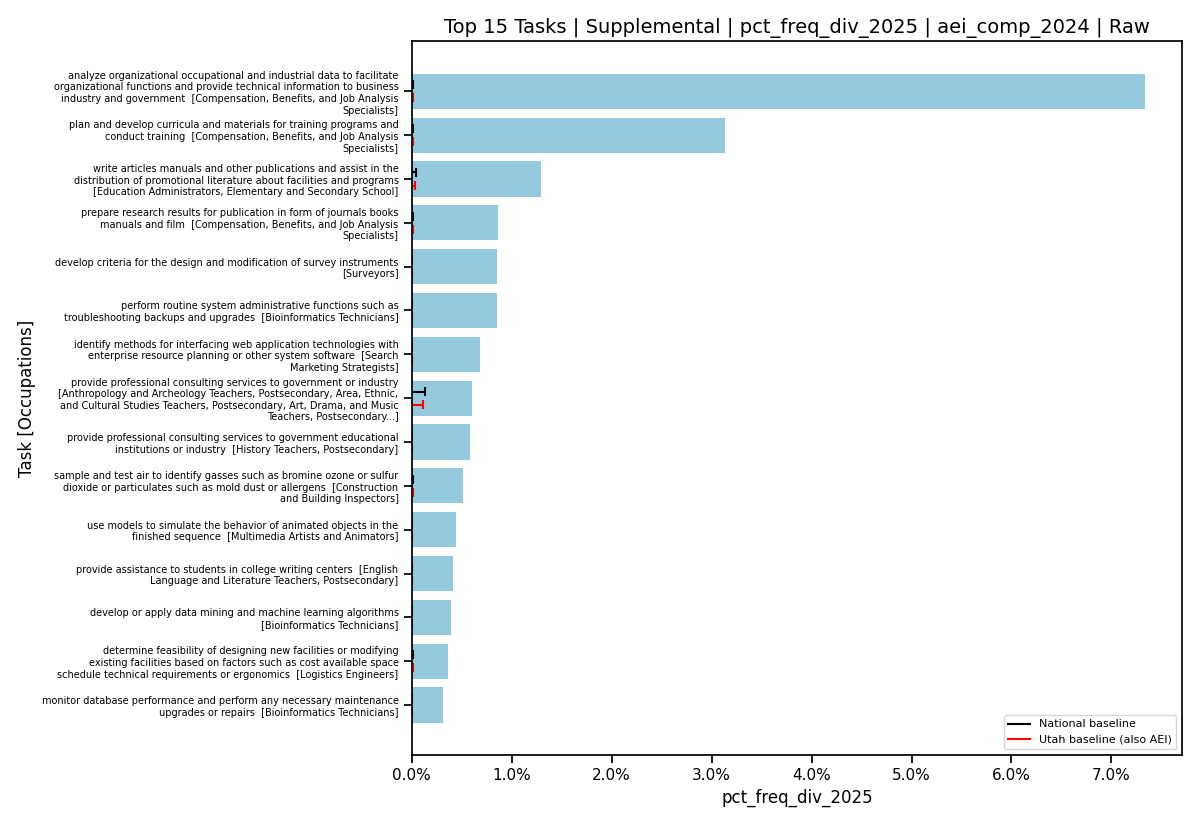 Top 15 Tasks | Supplemental | pct_freq_div_2025 | aei_comp_2024 | Raw
Task [Occupations]
analyze organizational occupational and industrial data to facilitate
organizational functions and provide technical information to business
industry and government  [Compensation, Benefits, and Job Analysis
Specialists]
plan and develop curricula and materials for training programs and
conduct training  [Compensation, Benefits, and Job Analysis
Specialists]
write articles manuals and other publications and assist in the
distribution of promotional literature about facilities and programs
[Education Administrators, Elementary and Secondary School]
prepare research results for publication in form of journals books
manuals and film  [Compensation, Benefits, and Job Analysis
Specialists]
develop criteria for the design and modification of survey instruments
[Surveyors]
perform routine system administrative functions such as
troubleshooting backups and upgrades  [Bioinformatics Technicians]
identify methods for interfacing web application technologies with
enterprise resource planning or other system software  [Search
Marketing Strategists]
provide professional consulting services to government or industry
[Anthropology and Archeology Teachers, Postsecondary, Area, Ethnic,
and Cultural Studies Teachers, Postsecondary, Art, Drama, and Music
Teachers, Postsecondary...]
provide professional consulting services to government educational
institutions or industry  [History Teachers, Postsecondary]
sample and test air to identify gasses such as bromine ozone or sulfur
dioxide or particulates such as mold dust or allergens  [Construction
and Building Inspectors]
use models to simulate the behavior of animated objects in the
finished sequence  [Multimedia Artists and Animators]
provide assistance to students in college writing centers  [English
Language and Literature Teachers, Postsecondary]
develop or apply data mining and machine learning algorithms
[Bioinformatics Technicians]
determine feasibility of designing new facilities or modifying
existing facilities based on factors such as cost available space
schedule technical requirements or ergonomics  [Logistics Engineers]
monitor database performance and perform any necessary maintenance
upgrades or repairs  [Bioinformatics Technicians]
National baseline
Utah baseline (also AEI)
0.0% 1.0% 2.0% 3.0% 4.0% 5.0% 6.0% 7.0%
pct_freq_div_2025